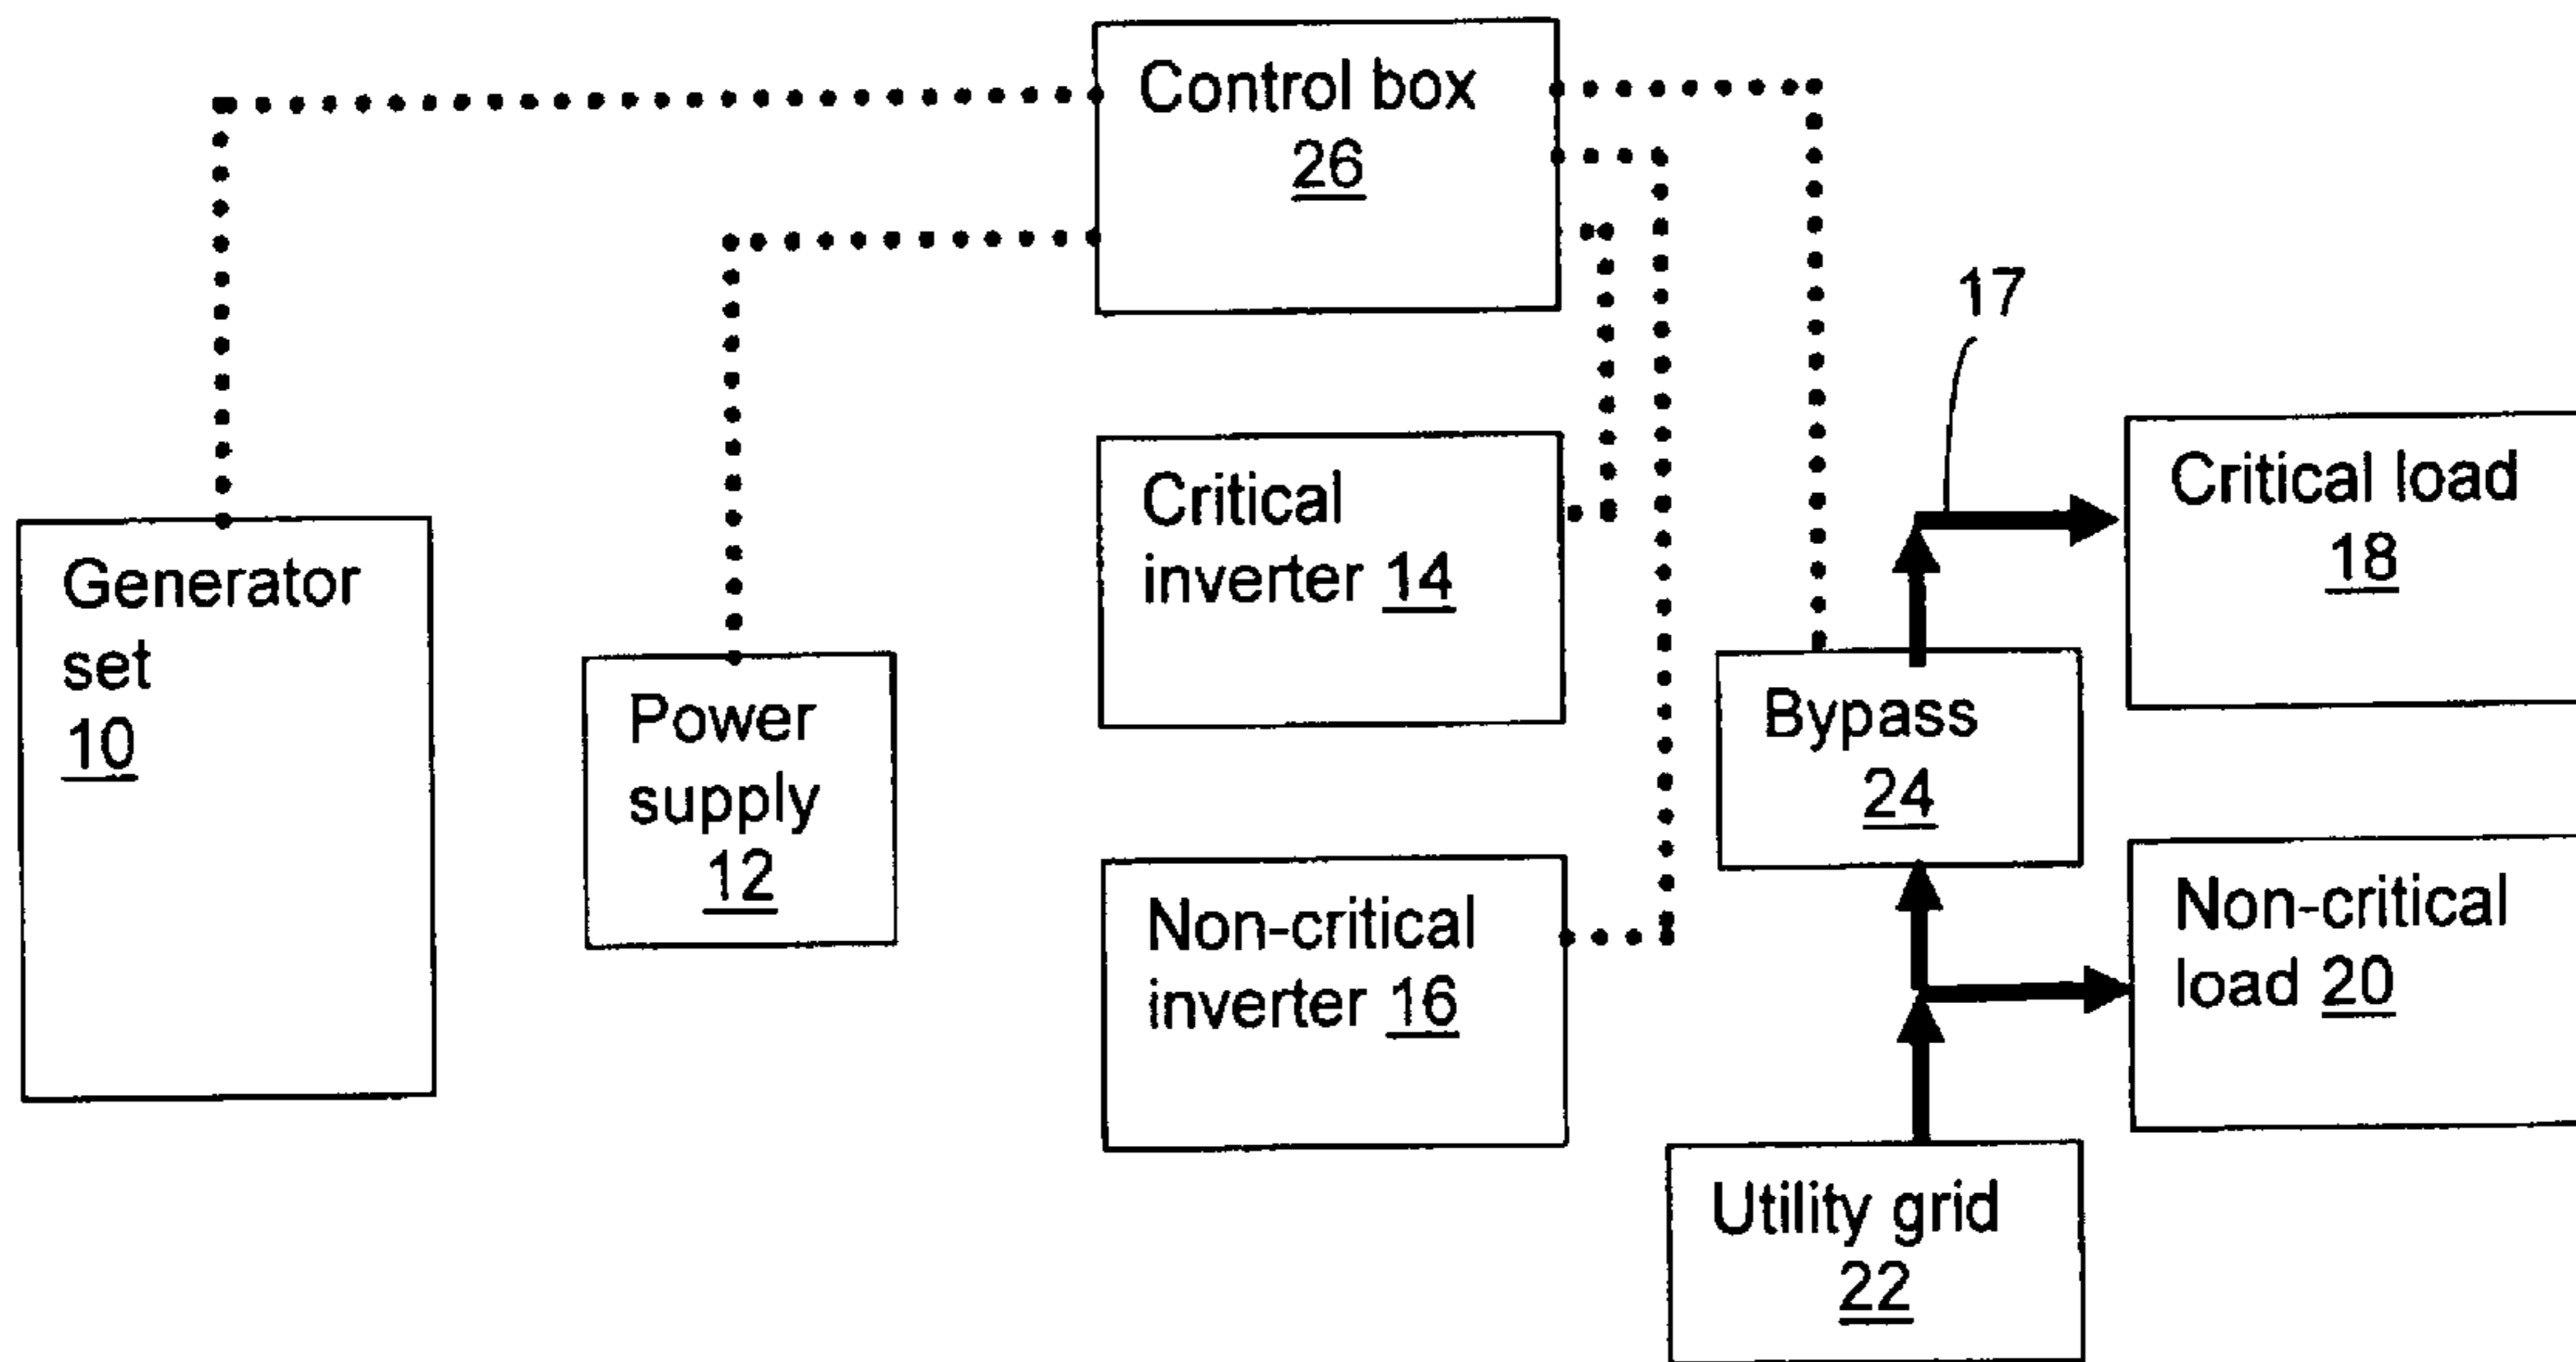 Control box
26
17
Critical
inverter 14
Critical load
18
Generator
set
10
Power
supply
12
Bypass
24
Non-critical
inverter 16
Non-critical
load 20
Utility grid
22